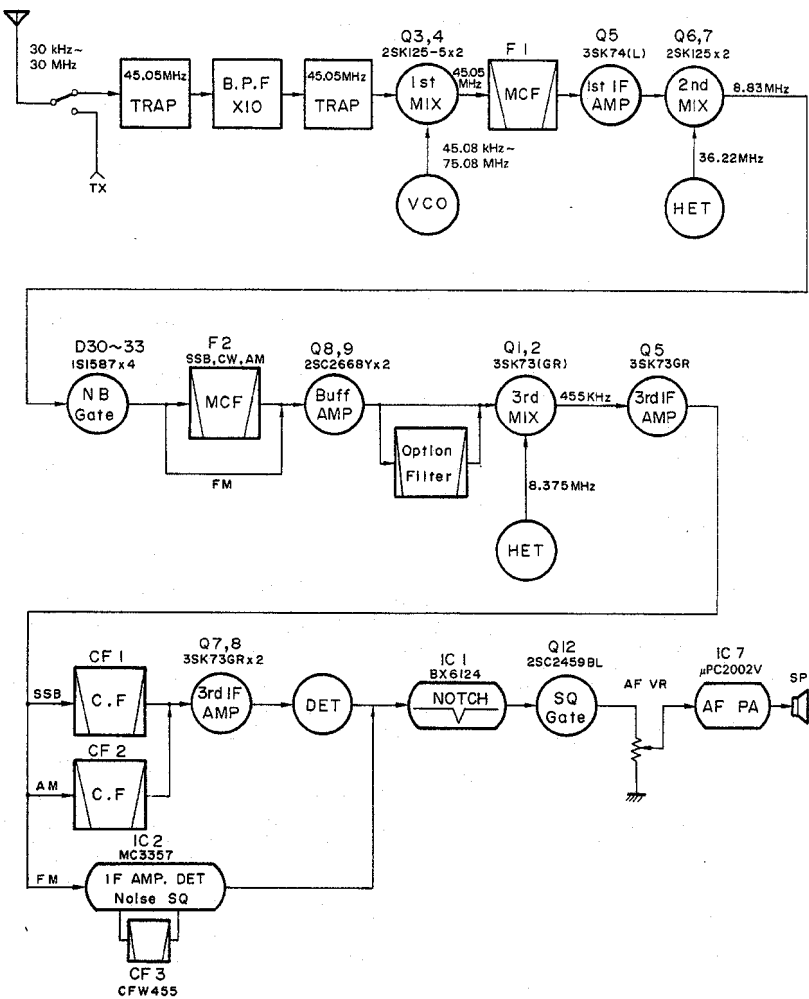 30 kHz~
30 MHz
TX
45.05MHz
TRAP
B.P.F
X10
45.05MHz
TRAP
Q3,4
2SK125-5x2
1st
MIX
45.08 kHz~
75.08 MHz
VCO
45.05
MHz
F1
MCF
Q5
3SK74(L)
1st IF
AMP
Q6,7
2SK125x2
2nd
MIX
8.83MHz
36.22MHz
HET
D30~33
1S1587x4
NB
Gate
F2
SSB,CW,AM
MCF
FM
Q8,9
2SC2668Yx2
Buff
AMP
Option
Filter
Q1,2
3SK73(GR)
3rd
MIX
455KHz
8.375MHz
HET
Q5
3SK73GR
3rd IF
AMP
SSB
CF1
C.F
AM
CF2
C.F
FM
IC2
MC3357
IF AMP. DET
Noise SQ
CF3
CFW455
Q7,8
3SK73GRx2
3rd IF
AMP
DET
IC1
BX6124
NOTCH
Q12
2SC2459BL
SQ
Gate
AF VR
IC7
μPC2002V
AF PA
SP